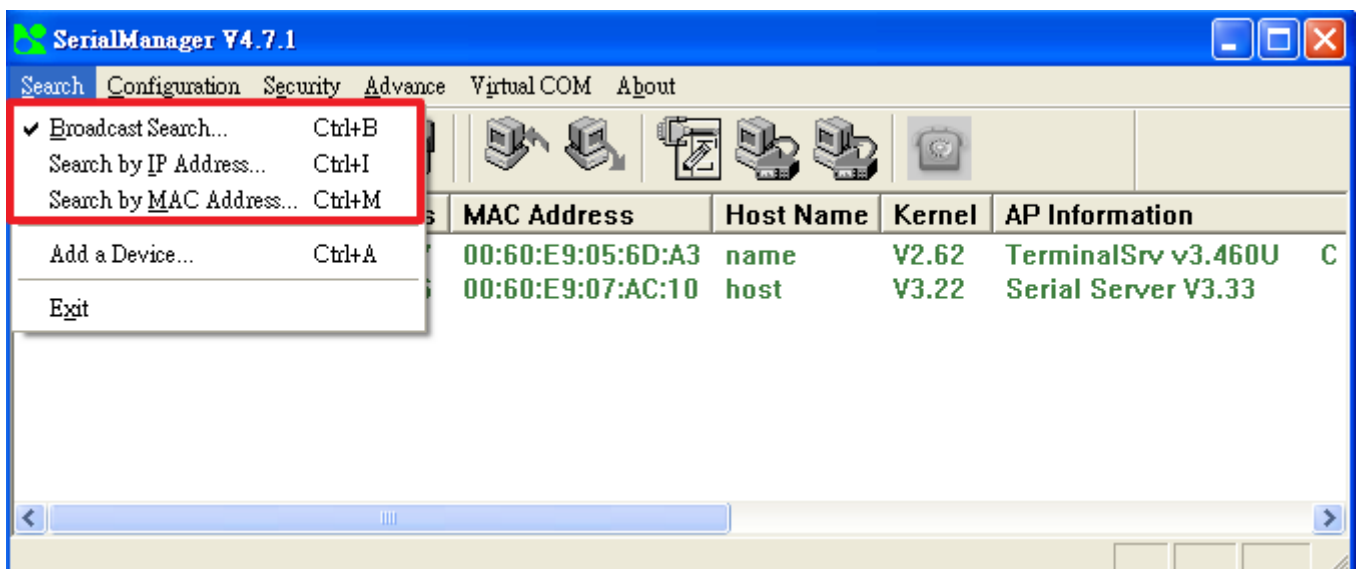 SerialManager V4.7.1
Search Configuration Security Advance Virtual COM About
✔ Broadcast Search... Ctrl+B
Search by IP Address... Ctrl+I
Search by MAC Address... Ctrl+M
Add a Device... Ctrl+A
Exit
MAC Address Host Name Kernel AP Information
00:60:E9:05:6D:A3 name V2.62 TerminalSrv v3.460U C
00:60:E9:07:AC:10 host V3.22 Serial Server V3.33